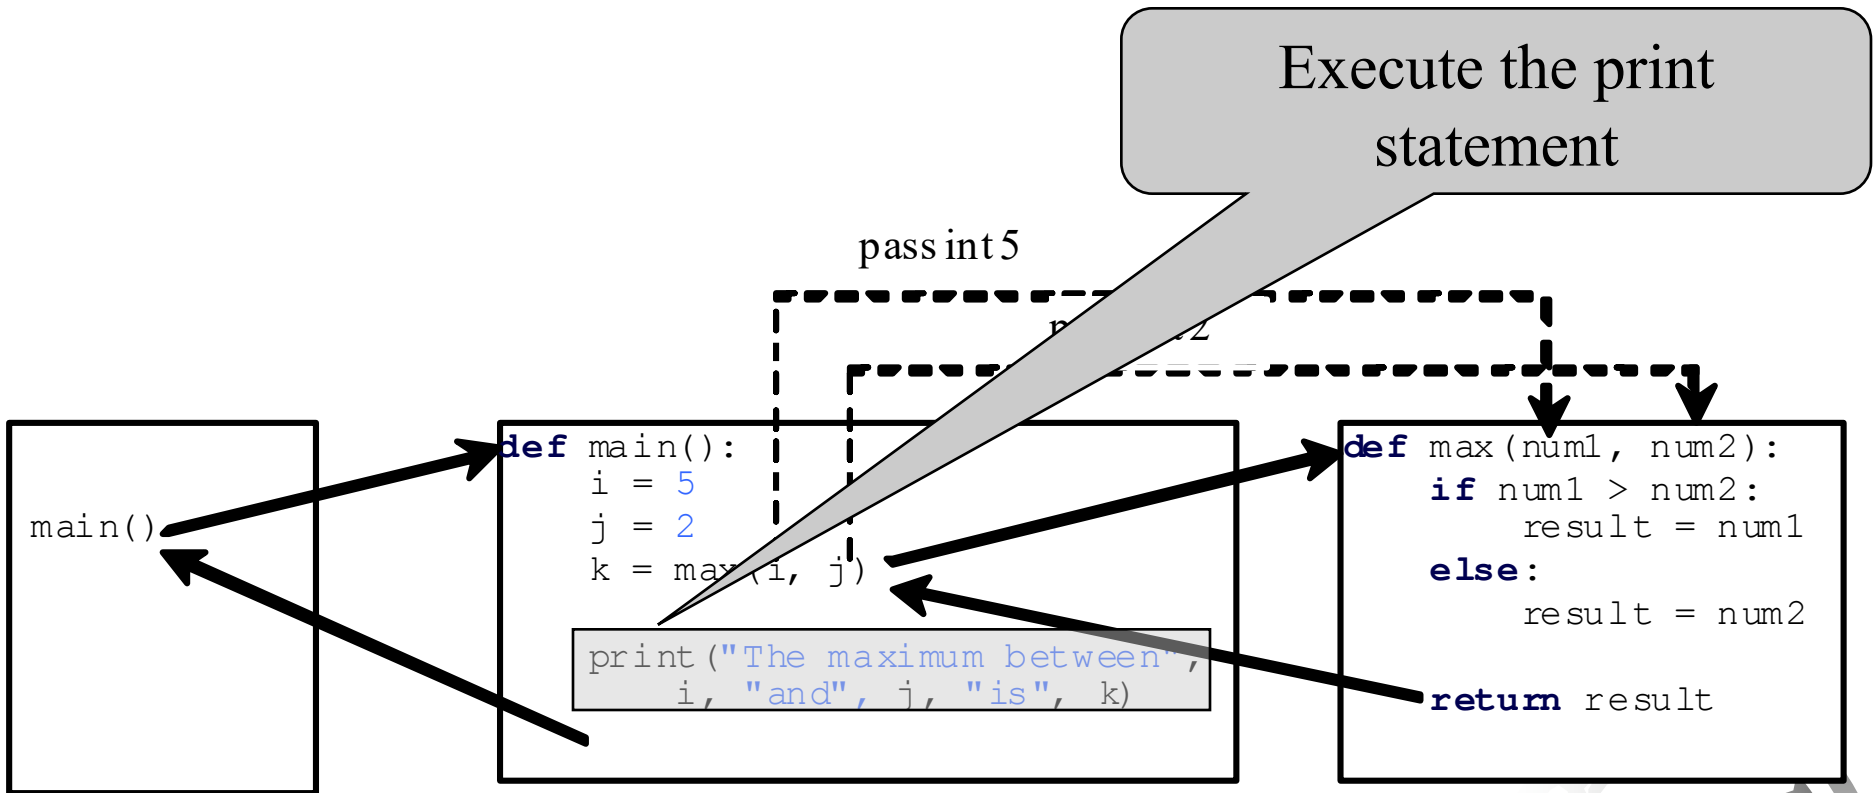 Execute the print
statement
pass int 5
2
main()
def main():
i = 5
j = 2
k = max(i, j)
print("The maximum between",
i, "and", j, "is", k)
def max(num1, num2):
if num1 > num2:
result = num1
else:
result = num2
return result